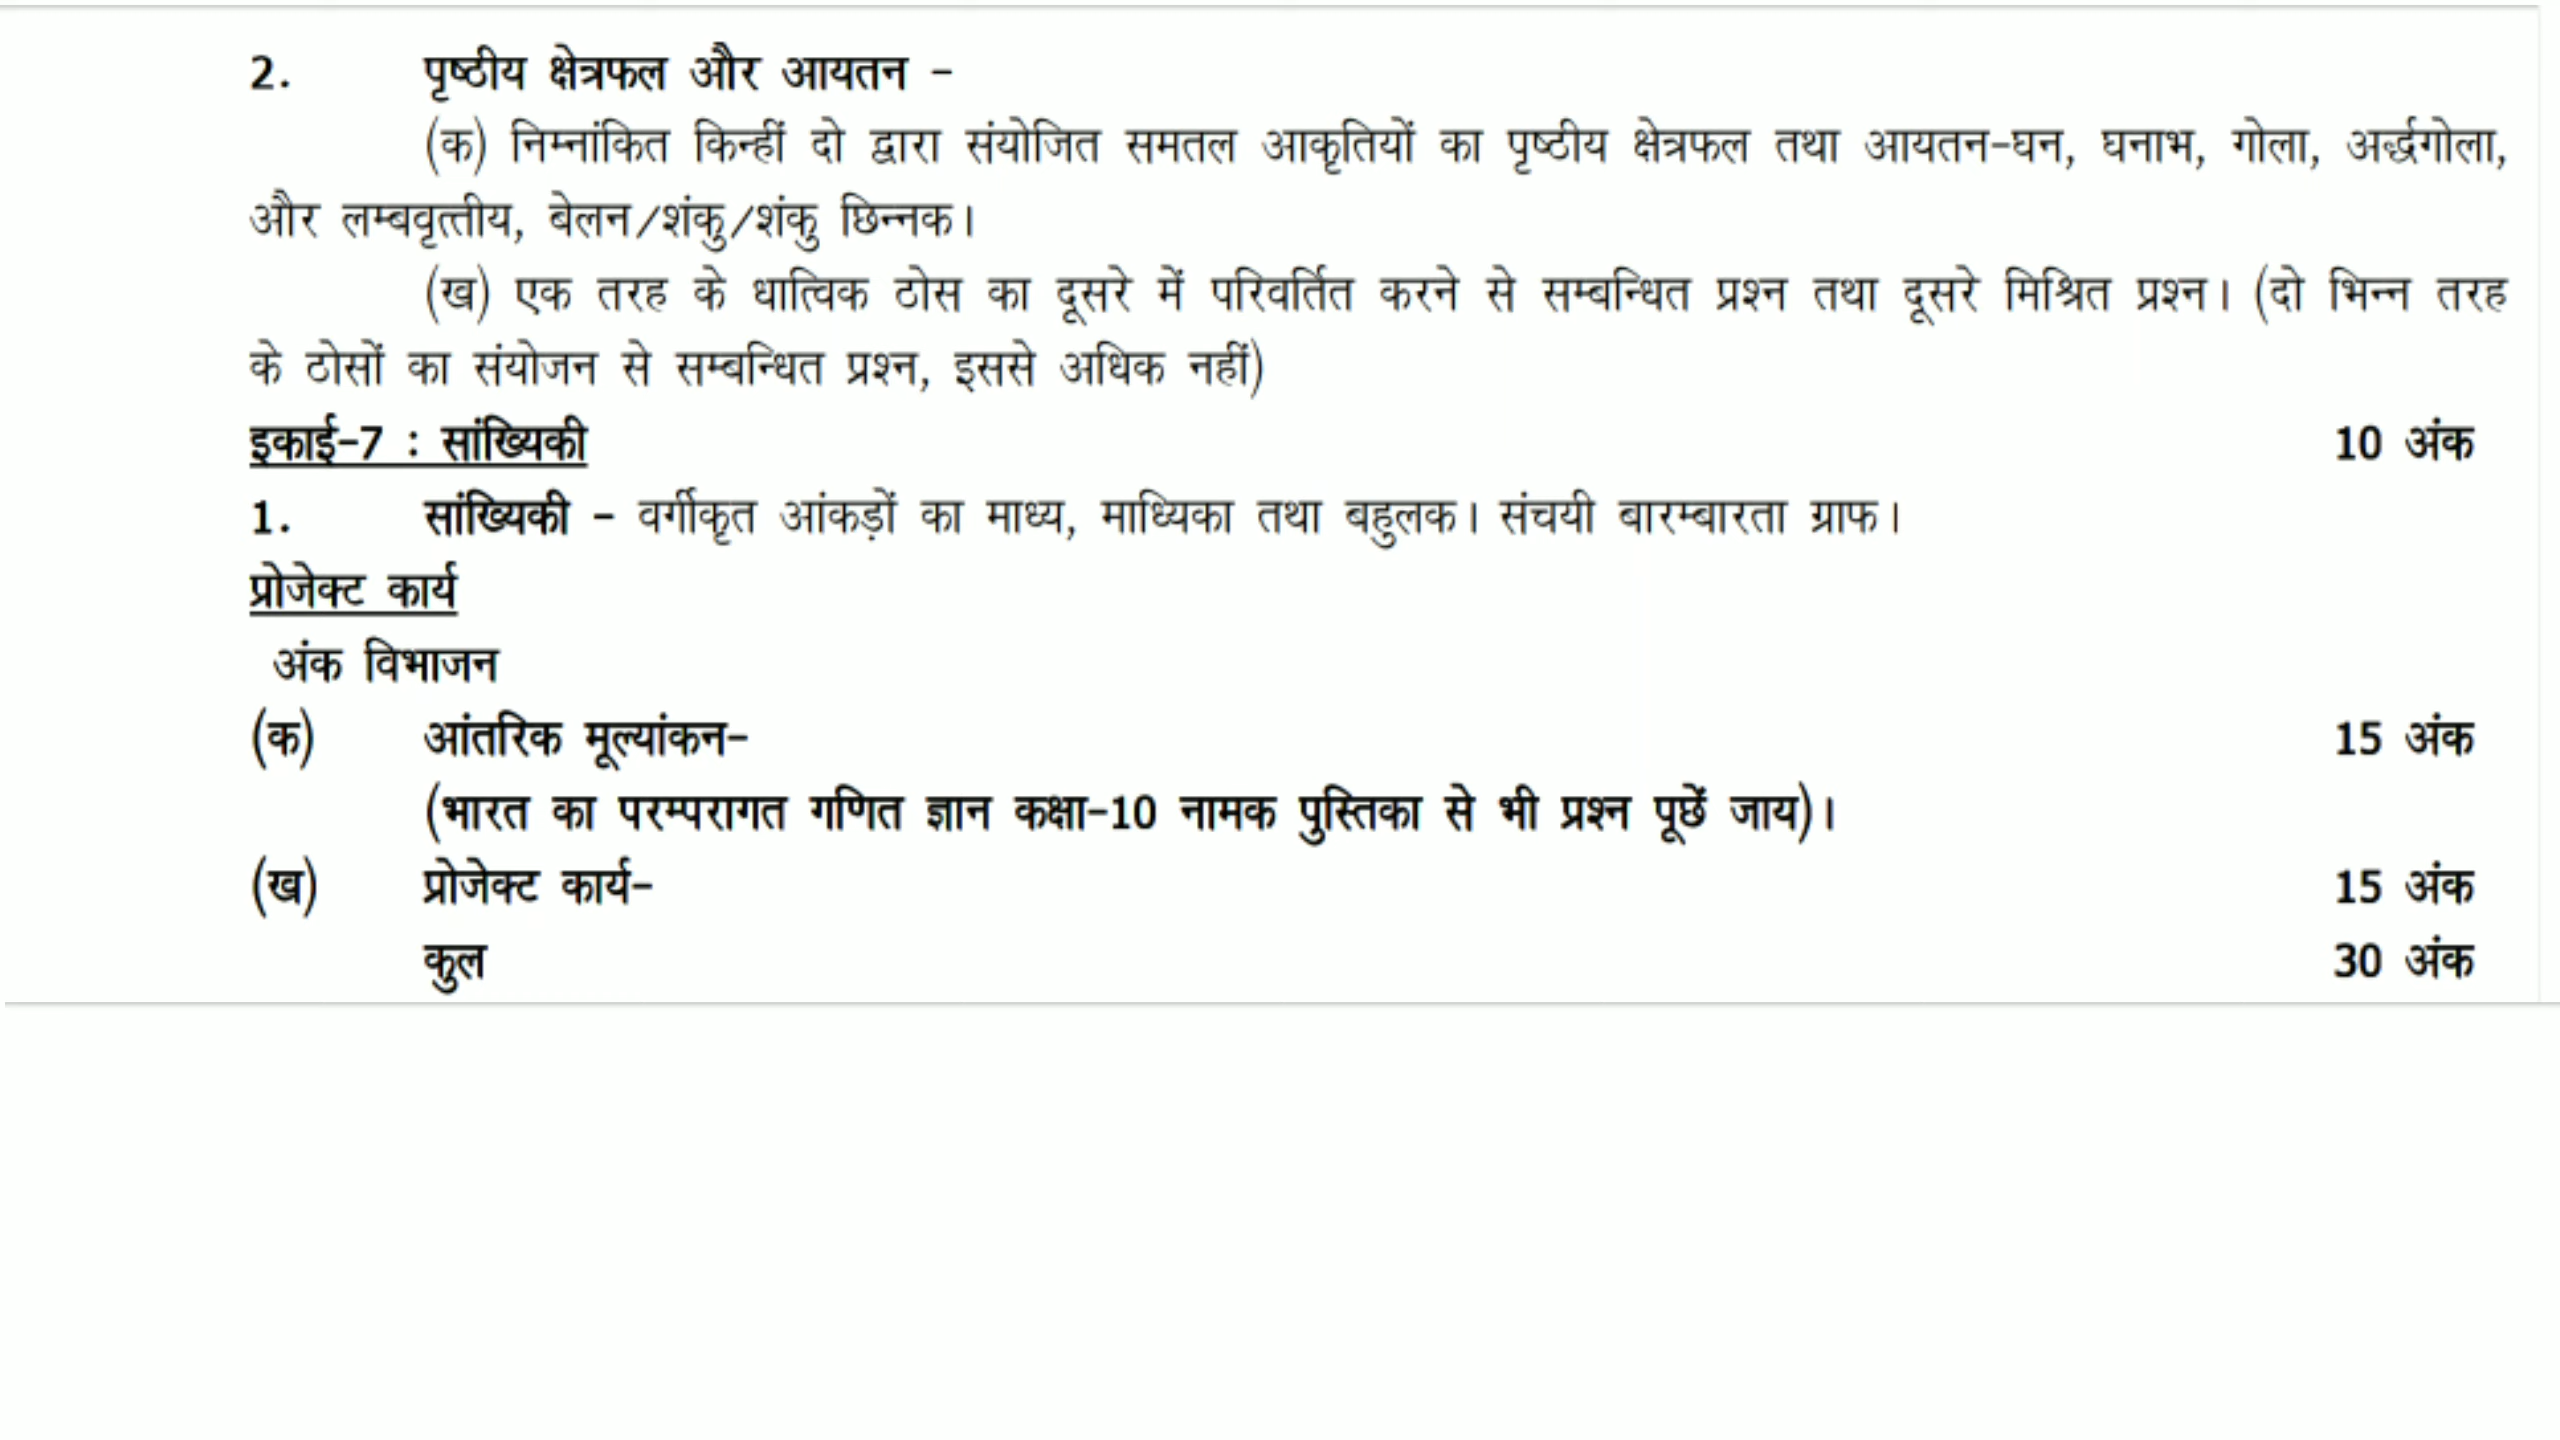 2. पृष्ठीय क्षेत्रफल और आयतन –
(क) निम्नांकित किन्हीं दो द्वारा संयोजित समतल आकृतियों का पृष्ठीय क्षेत्रफल तथा आयतन–घन, घनाभ, गोला, अर्द्धगोला,
और लम्बवृत्तीय, बेलन/शंकु/शंकु छिन्नक।
(ख) एक तरह के धात्विक ठोस का दूसरे में परिवर्तित करने से सम्बन्धित प्रश्न तथा दूसरे मिश्रित प्रश्न। (दो भिन्न तरह
के ठोसों का संयोजन से सम्बन्धित प्रश्न, इससे अधिक नहीं)
इकाई–7 : सांख्यिकी 10 अंक
1. सांख्यिकी – वर्गीकृत आंकड़ों का माध्य, माध्यिका तथा बहुलक। संचयी बारम्बारता ग्राफ।
प्रोजेक्ट कार्य
अंक विभाजन
(क) आंतरिक मूल्यांकन– 15 अंक
(भारत का परम्परागत गणित ज्ञान कक्षा–10 नामक पुस्तिका से भी प्रश्न पूछें जाय)।
(ख) प्रोजेक्ट कार्य– 15 अंक
कुल 30 अंक